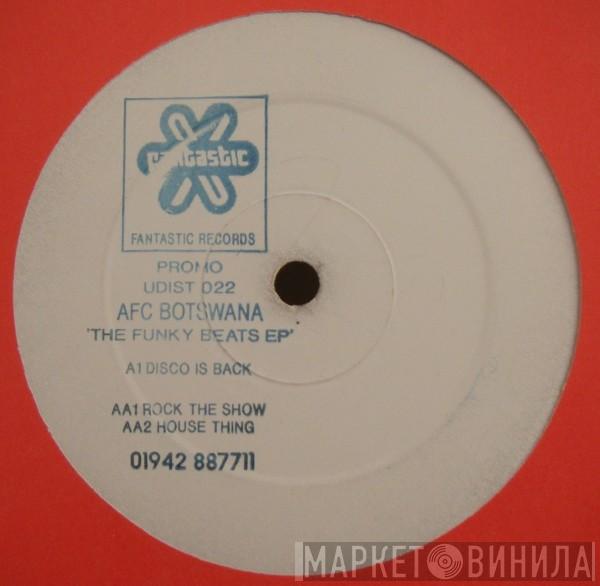 fantastic
FANTASTIC RECORDS
PROMO
UDIST 022
AFC BOTSWANA
'THE FUNKY BEATS EP'
A1 DISCO IS BACK
AA1 ROCK THE SHOW
AA2 HOUSE THING
01942 887711
МАРКЕТ ВИНИЛА